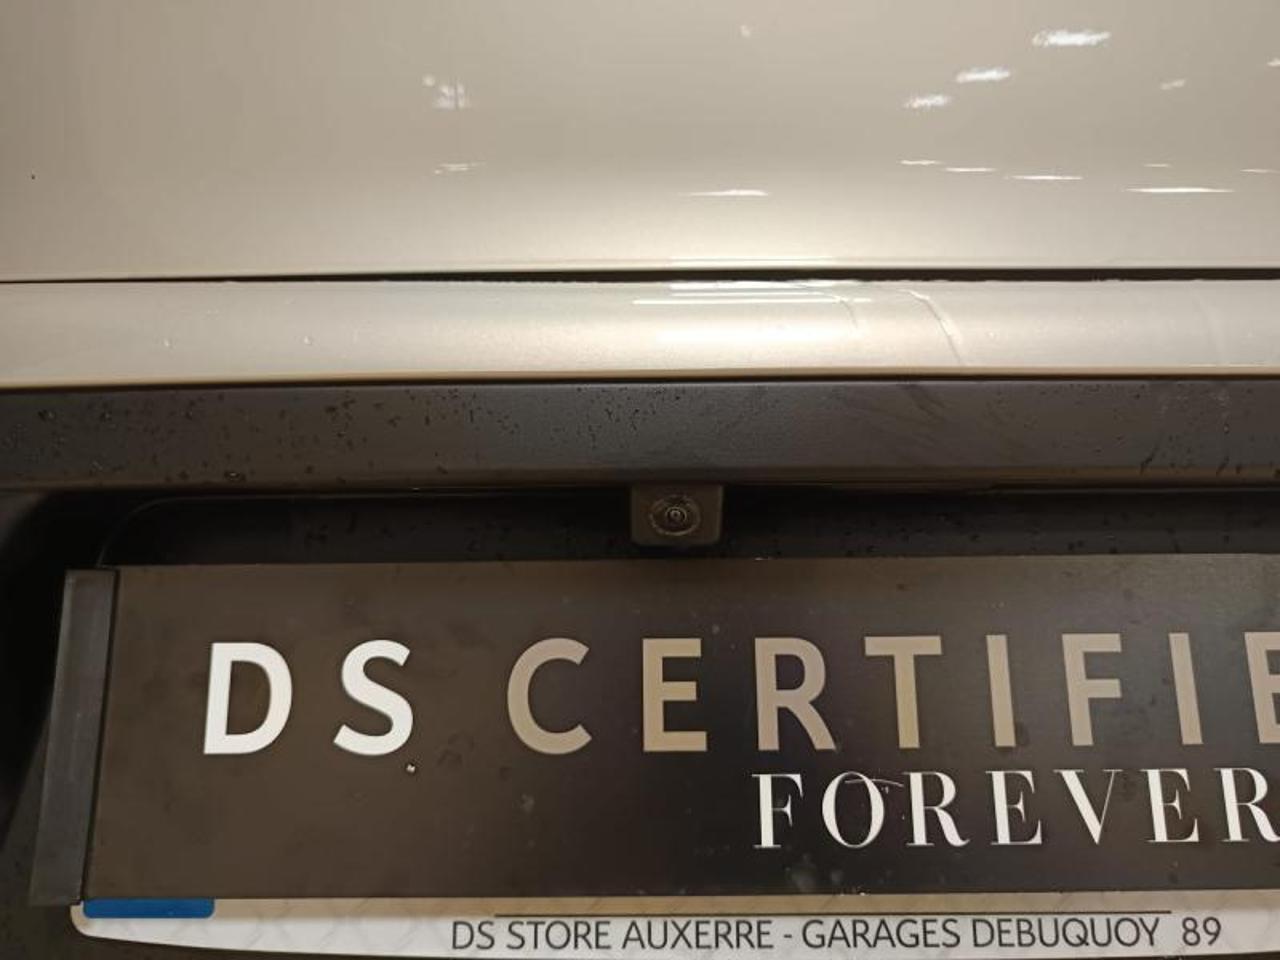 DS CERTIFIE
FOREVER
DS STORE AUXERRE - GARAGES DEBUQUOY 89